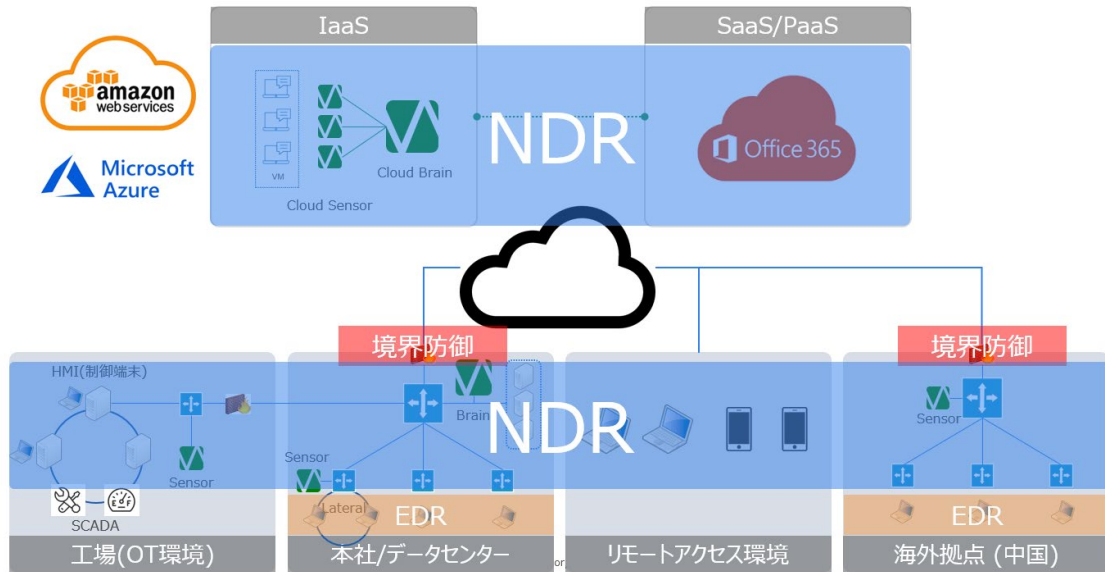 IaaS
SaaS/PaaS
amazon
webservices
Microsoft
Azure
VM
Cloud Brain
Cloud Sensor
NDR
Office 365
境界防御
境界防御
HMI(制御端末)
Sensor
SCADA
工場(OT環境)
Brain
Sensor
Lateral
EDR
本社/データセンター
NDR
リモートアクセス環境
Sensor
EDR
海外拠点 (中国)
or